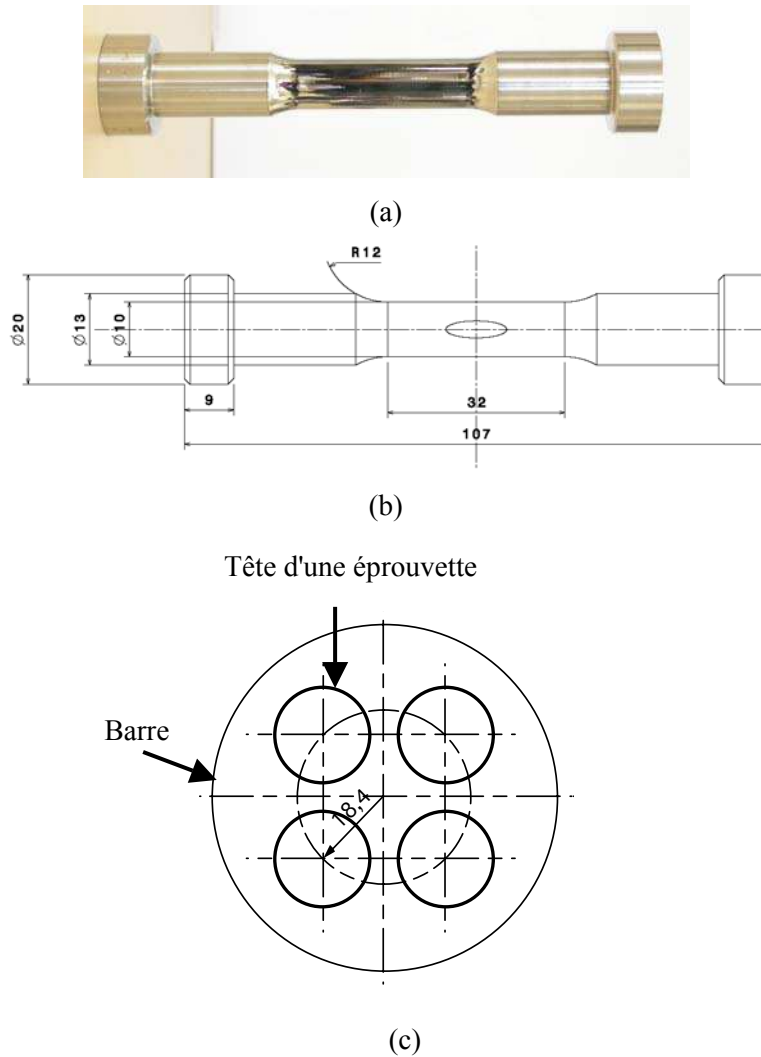 (a)
R12
Ø20
Ø13
Ø10
9
32
107
(b)
Tête d'une éprouvette
Barre
18,4
(c)